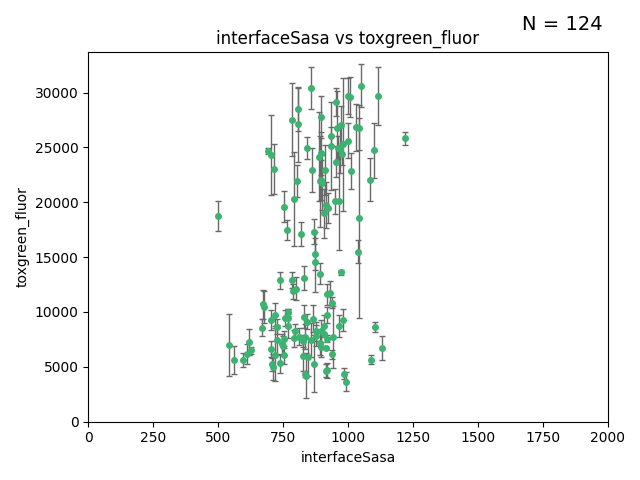 N = 124
interfaceSasa vs toxgreen_fluor
toxgreen_fluor
30000
25000
20000
15000
10000
5000
0
0 250 500 750 1000 1250 1500 1750 2000
interfaceSasa